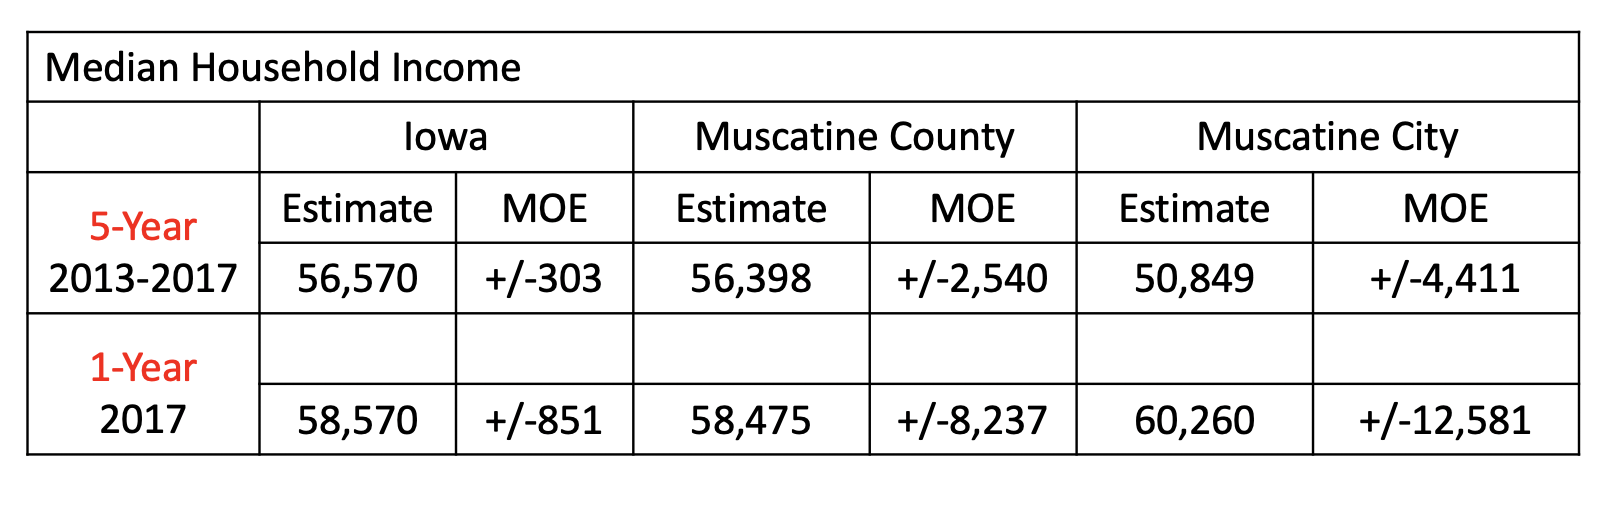 Median Household Income
Iowa Muscatine County Muscatine City
5-Year Estimate MOE Estimate MOE Estimate MOE
2013-2017 56,570 +/-303 56,398 +/-2,540 50,849 +/-4,411
1-Year
2017 58,570 +/-851 58,475 +/-8,237 60,260 +/-12,581